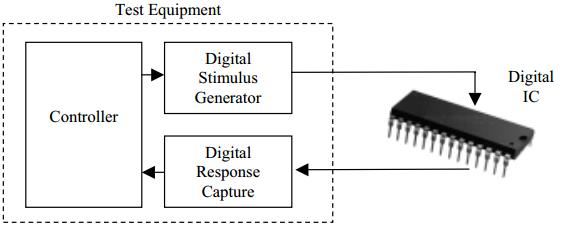 Test Equipment
Controller
Digital
Stimulus
Generator
Digital
Response
Capture
Digital
IC